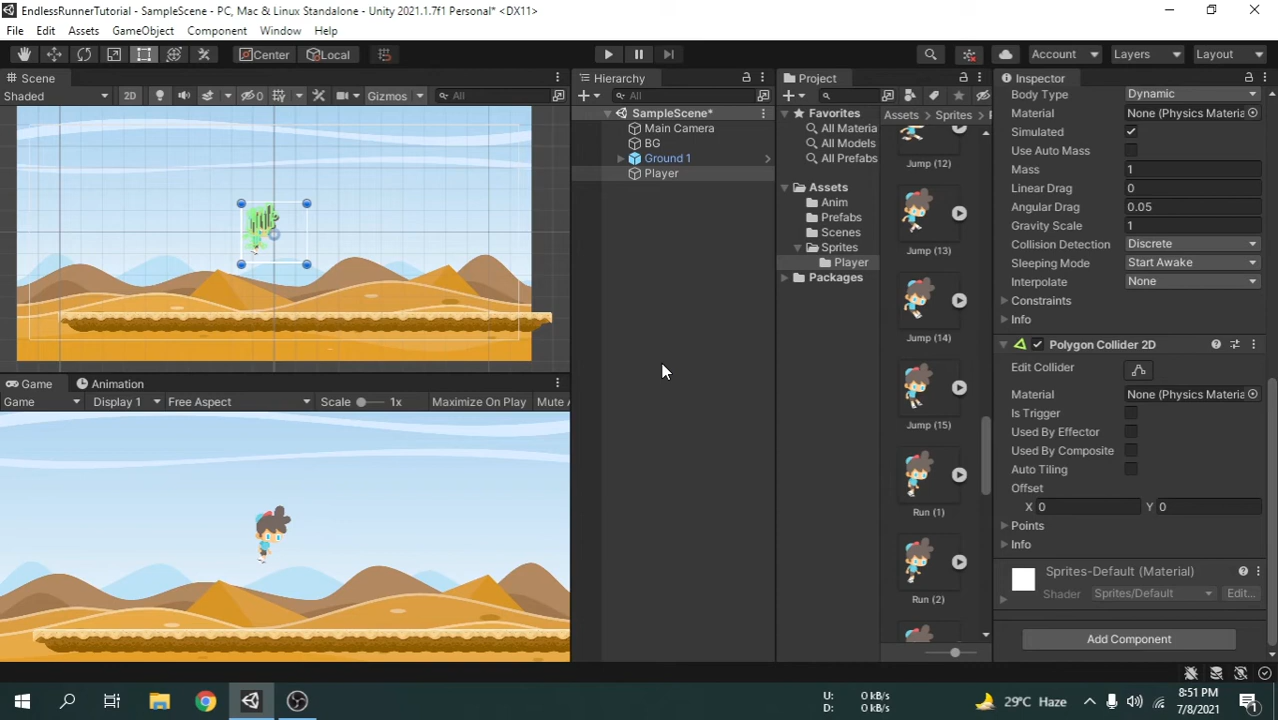 EndlessRunnerTutorial - SampleScene - PC, Mac & Linux Standalone - Unity 2021.1.7f1 Personal* <DX11>
File Edit Assets GameObject Component Window Help
Center Local Account Layers Layout
Scene
Shaded 2D 0 Gizmos All
Hierarchy
All
SampleScene*
Main Camera
BG
Ground 1
Player
Project
Favorites
All Materia
All Models
All Prefabs
Assets
Anim
Prefabs
Scenes
Sprites
Player
Packages
Assets Sprites
Jump (12)
Jump (13)
Jump (14)
Jump (15)
Run (1)
Run (2)
Inspector
Body Type Dynamic
Material None (Physics Materia
Simulated
Use Auto Mass
Mass 1
Linear Drag 0
Angular Drag 0.05
Gravity Scale 1
Collision Detection Discrete
Sleeping Mode Start Awake
Interpolate None
Constraints
Info
Polygon Collider 2D
Edit Collider
Material None (Physics Materia
Is Trigger
Used By Effector
Used By Composite
Auto Tiling
Offset
X 0 Y 0
Points
Info
Sprites-Default (Material)
Shader Sprites/Default Edit...
Add Component
Game Animation
Game Display 1 Free Aspect Scale 1x Maximize On Play Mute A
U: 0 kB/s
D: 0 kB/s
29°C Haze
8:51 PM
7/8/2021
1